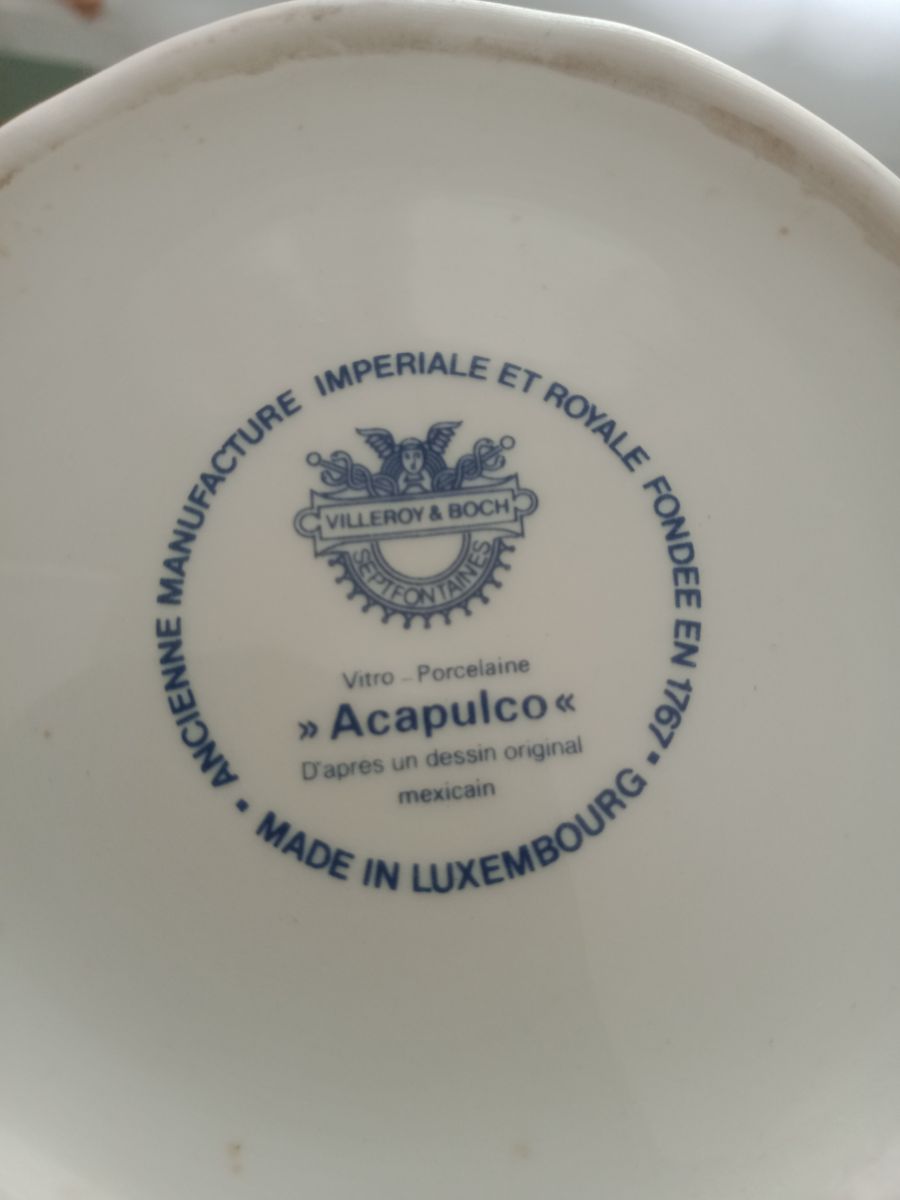 ANCIENNE MANUFACTURE IMPERIALE ET ROYALE FONDEE EN 1767
VILLEROY & BOCH
SEPTFONTAINES
Vitro - Porcelaine
» Acapulco «
D'apres un dessin original
mexicain
• MADE IN LUXEMBOURG •